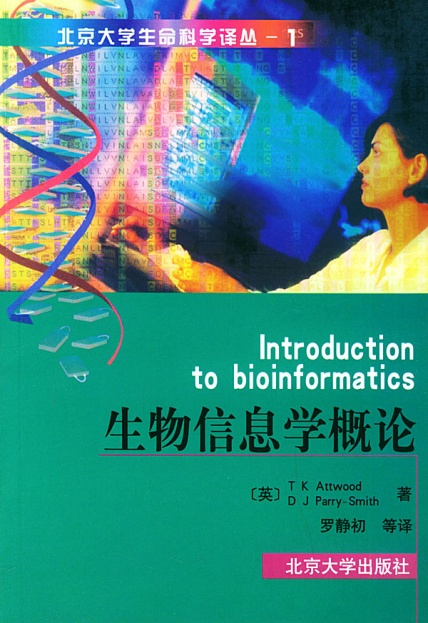 北京大学生命科学译丛－1
Introduction
to bioinformatics
生物信息学概论
〔英〕T K Attwood
D J Parry-Smith 著
罗静初 等译
北京大学出版社